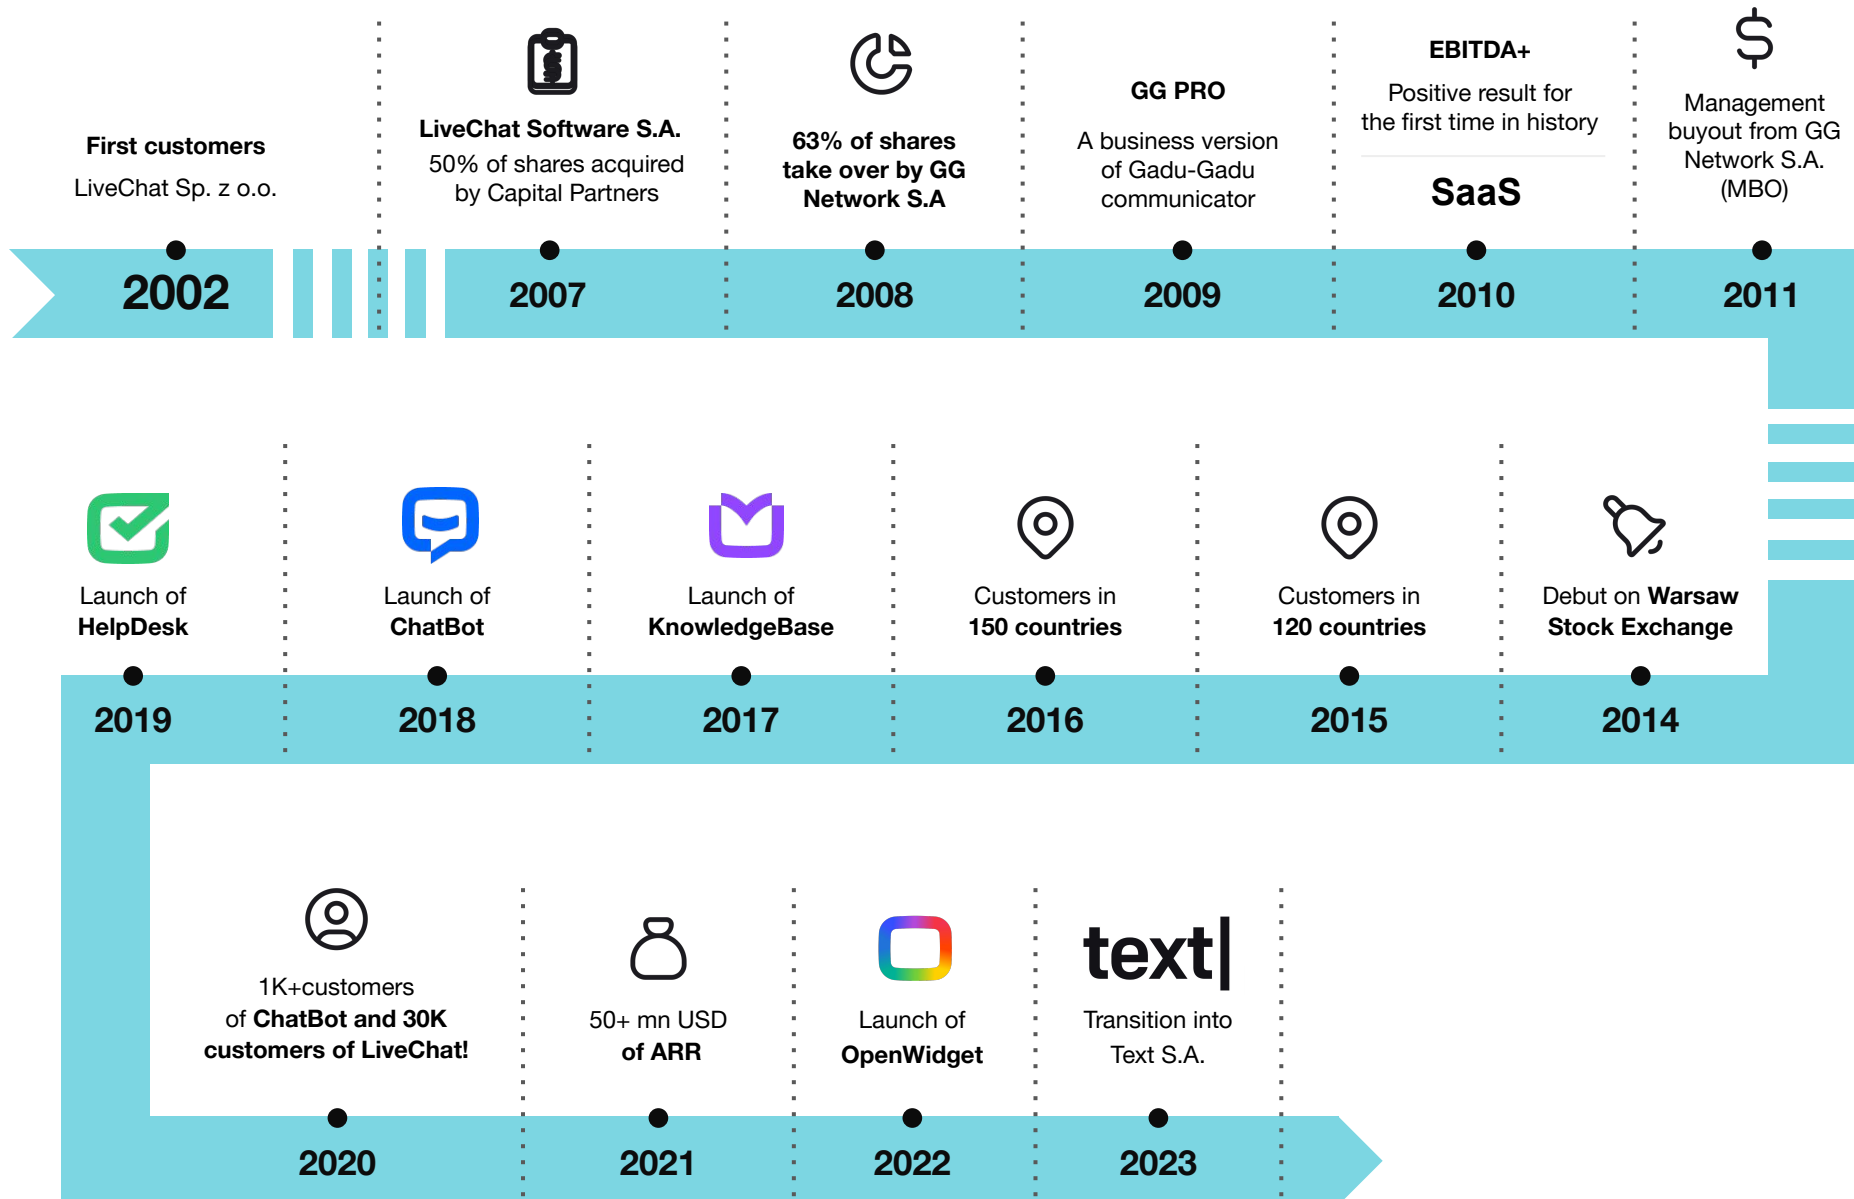 First customers
LiveChat Sp. z o.o.
2002
LiveChat Software S.A.
50% of shares acquired
by Capital Partners
2007
63% of shares
take over by GG
Network S.A
2008
GG PRO
A business version
of Gadu-Gadu
communicator
2009
EBITDA+
Positive result for
the first time in history
SaaS
2010
Management
buyout from GG
Network S.A.
(MBO)
2011
Debut on Warsaw
Stock Exchange
2014
Customers in
120 countries
2015
Customers in
150 countries
2016
Launch of
KnowledgeBase
2017
Launch of
ChatBot
2018
Launch of
HelpDesk
2019
1K+customers
of ChatBot and 30K
customers of LiveChat!
2020
50+ mn USD
of ARR
2021
Launch of
OpenWidget
2022
text|
Transition into
Text S.A.
2023